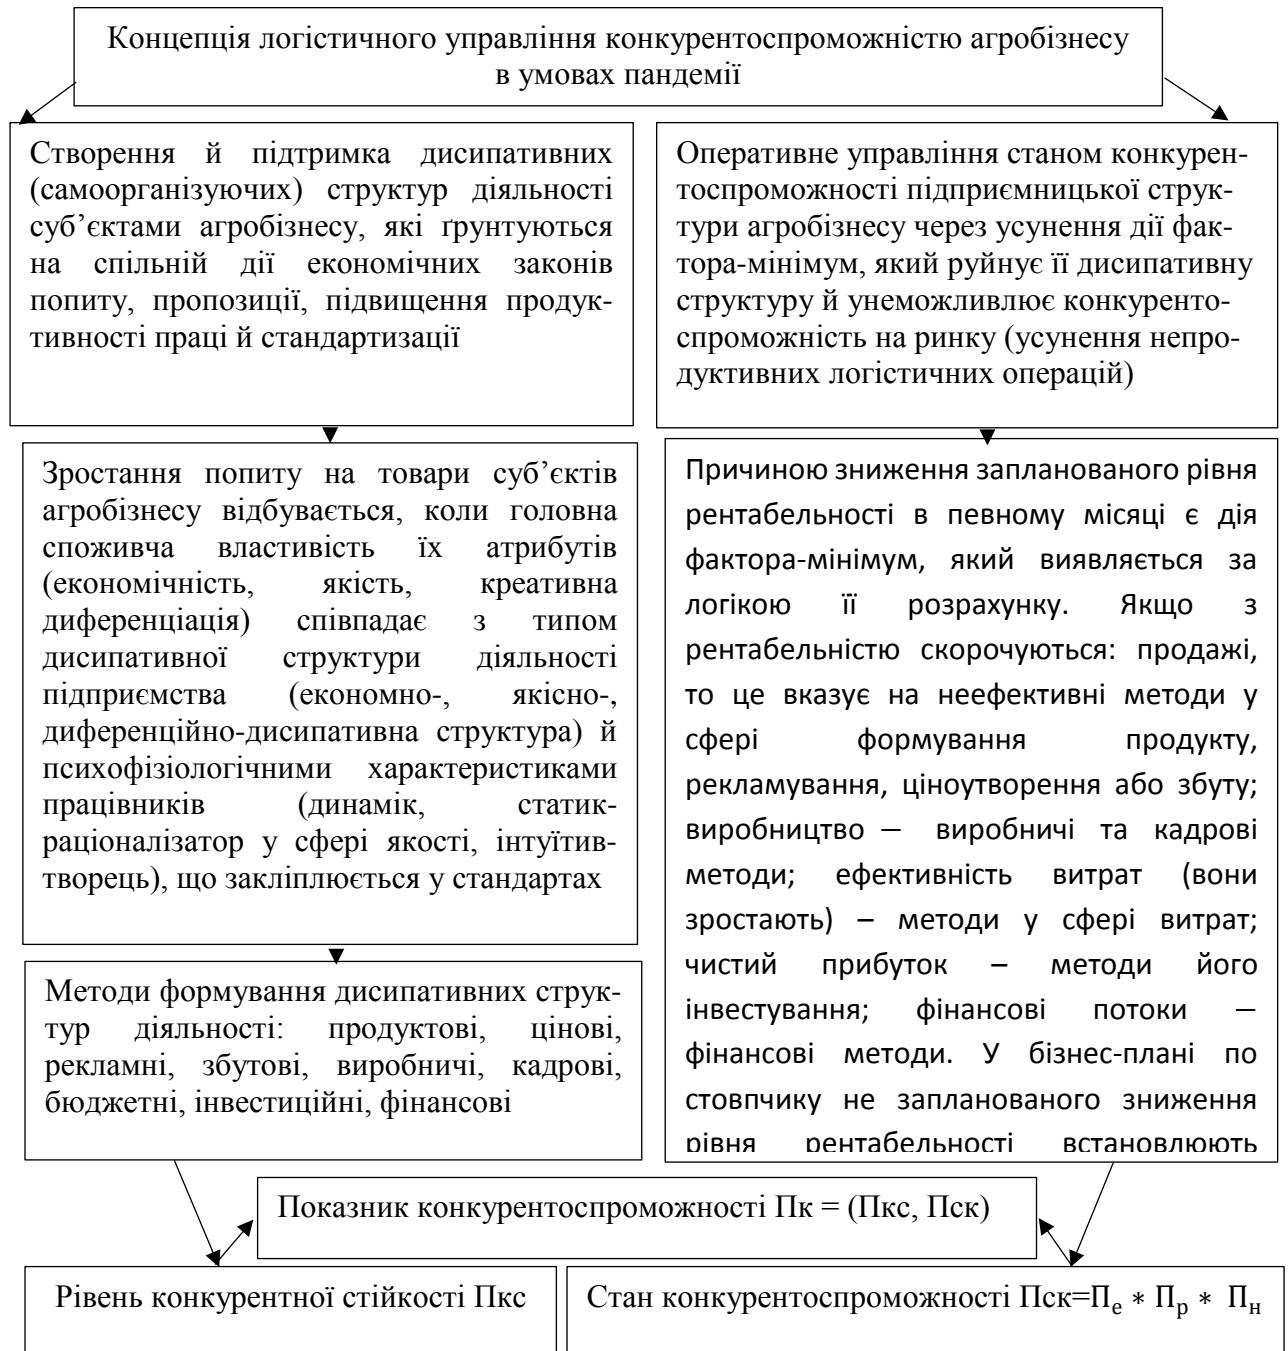 Концепція логістичного управління конкурентоспроможністю агробізнесу
в умовах пандемії
Створення й підтримка дисипативних
(самоорганізуючих) структур діяльності
суб’єктами агробізнесу, які ґрунтуються
на спільній дії економічних законів
попиту, пропозиції, підвищення продук-
тивності праці й стандартизації
Оперативне управління станом конкурен-
тоспроможності підприємницької струк-
тури агробізнесу через усунення дії фак-
тора-мінімум, який руйнує її дисипативну
структуру й унеможливлює конкуренто-
спроможність на ринку (усунення непро-
дуктивних логістичних операцій)
Зростання попиту на товари суб’єктів
агробізнесу відбувається, коли головна
споживча властивість їх атрибутів
(економічність, якість, креативна
диференціація) співпадає з типом
дисипативної структури діяльності
підприємства (економно-, якісно-,
диференційно-дисипативна структура) й
психофізіологічними характеристиками
працівників (динамік, статик-
раціоналізатор у сфері якості, інтуїтив-
творець), що закліплюється у стандартах
Причиною зниження запланованого рівня
рентабельності в певному місяці є дія
фактора-мінімум, який виявляється за
логікою її розрахунку. Якщо з
рентабельністю скорочуються: продажі,
то це вказує на неефективні методи у
сфері формування продукту,
рекламування, ціноутворення або збуту;
виробництво – виробничі та кадрові
методи; ефективність витрат (вони
зростають) – методи у сфері витрат;
чистий прибуток – методи його
інвестування; фінансові потоки –
фінансові методи. У бізнес-плані по
стовпчику не запланованого зниження
рівня рентабельності встановлюють
Методи формування дисипативних струк-
тур діяльності: продуктові, цінові,
рекламні, збутові, виробничі, кадрові,
бюджетні, інвестиційні, фінансові
Показник конкурентоспроможності Пк = (Пкс, Пск)
Рівень конкурентної стійкості Пкс
Стан конкурентоспроможності Пск=Пе * Пр * Пн